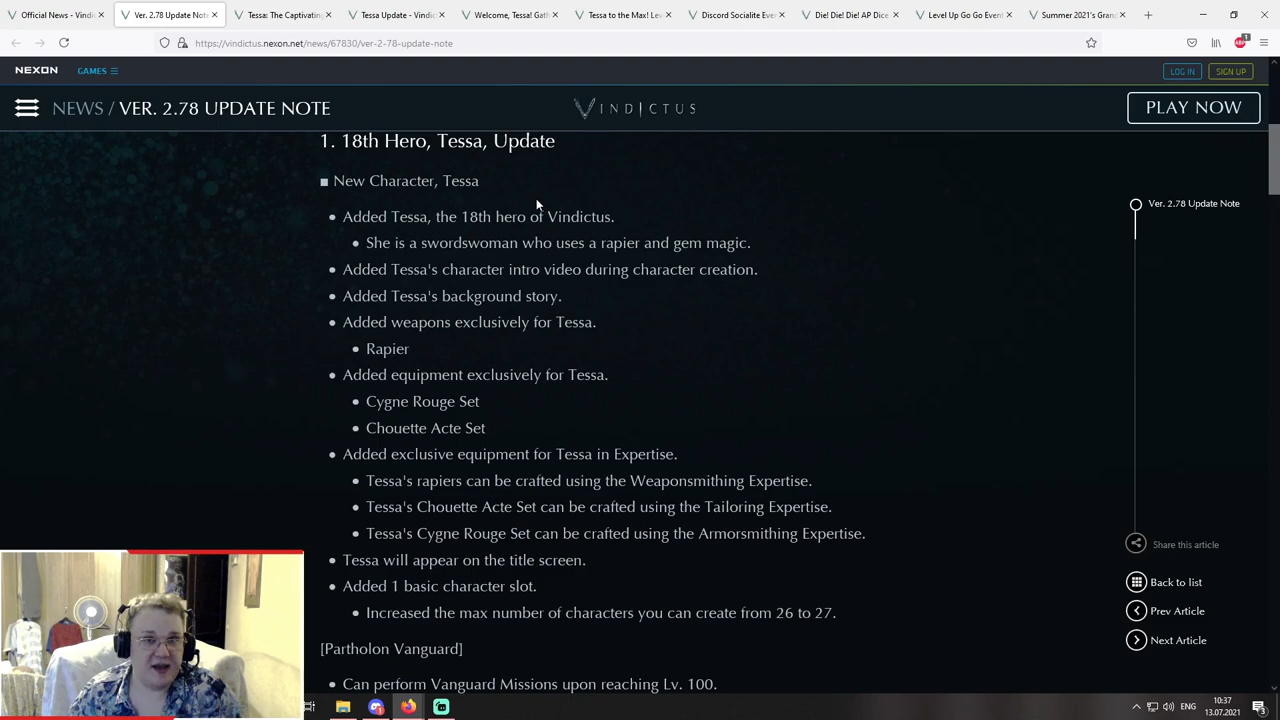 Official News - Vindic
Ver. 2.78 Update Note
Tessa: The Captivating
Tessa Update - Vindic
Welcome, Tessa! Gath
Tessa to the Max! Lev
Discord Socialite Even
Die! Die! Die! AP Dice
Level Up Go Go Event
Summer 2021's Grand
https://vindictus.nexon.net/news/67830/ver-2-78-update-note
ABP
1
NEXON
GAMES
LOG IN
SIGN UP
NEWS / VER. 2.78 UPDATE NOTE
VINDICTUS
PLAY NOW
1. 18th Hero, Tessa, Update
■ New Character, Tessa
• Added Tessa, the 18th hero of Vindictus.
• She is a swordswoman who uses a rapier and gem magic.
• Added Tessa's character intro video during character creation.
• Added Tessa's background story.
• Added weapons exclusively for Tessa.
• Rapier
• Added equipment exclusively for Tessa.
• Cygne Rouge Set
• Chouette Acte Set
• Added exclusive equipment for Tessa in Expertise.
• Tessa's rapiers can be crafted using the Weaponsmithing Expertise.
• Tessa's Chouette Acte Set can be crafted using the Tailoring Expertise.
• Tessa's Cygne Rouge Set can be crafted using the Armorsmithing Expertise.
• Tessa will appear on the title screen.
• Added 1 basic character slot.
• Increased the max number of characters you can create from 26 to 27.
[Partholon Vanguard]
• Can perform Vanguard Missions upon reaching Lv. 100.
Ver. 2.78 Update Note
Share this article
Back to list
Prev Article
Next Article
ENG
10:37
13.07.2021